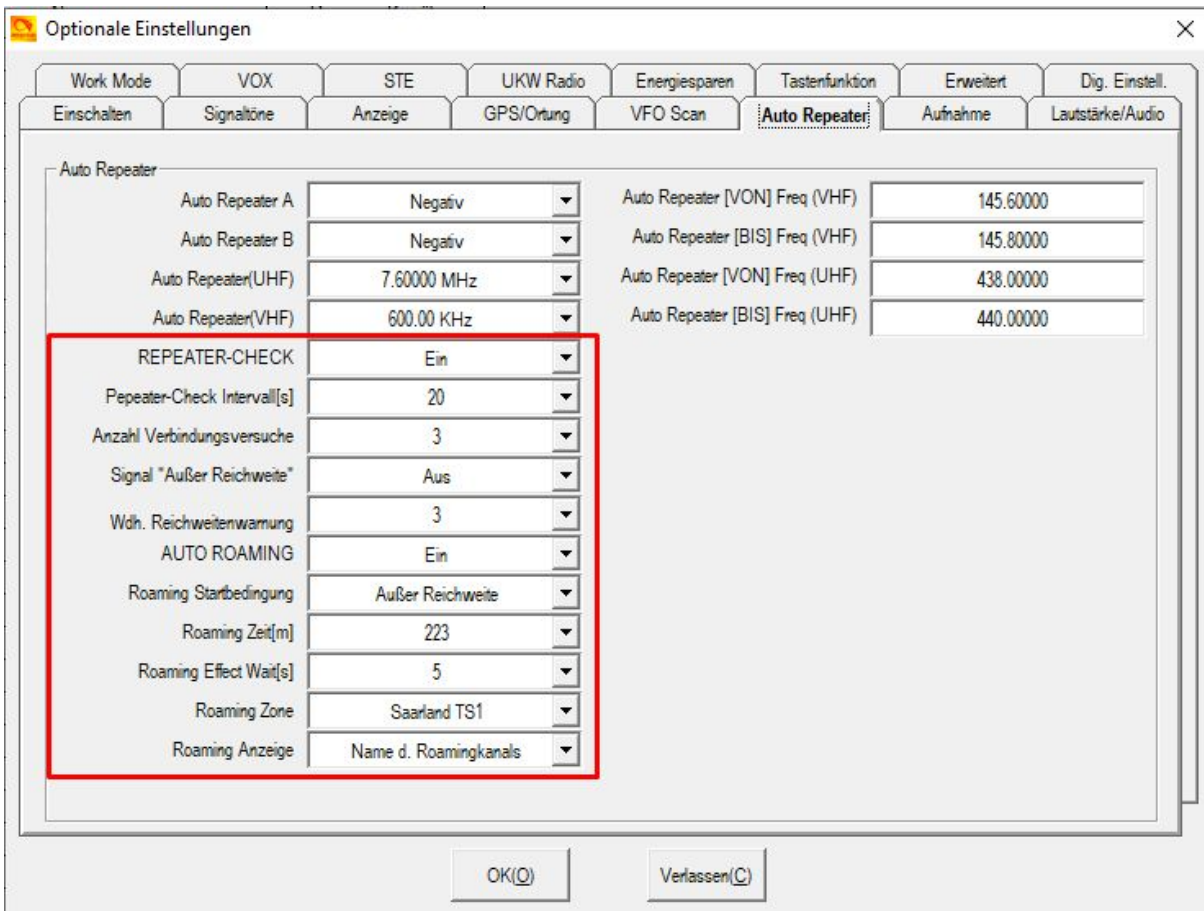 Optionale Einstellungen
Work Mode VOX STE UKW Radio Energiesparen Tastenfunktion Erweitert Dig. Einstell.
Einschalten Signaltöne Anzeige GPS/Ortung VFO Scan Auto Repeater Aufnahme Lautstärke/Audio
Auto Repeater
Auto Repeater A Negativ Auto Repeater [VON] Freq (VHF) 145.60000
Auto Repeater B Negativ Auto Repeater [BIS] Freq (VHF) 145.80000
Auto Repeater(UHF) 7.60000 MHz Auto Repeater [VON] Freq (UHF) 438.00000
Auto Repeater(VHF) 600.00 KHz Auto Repeater [BIS] Freq (UHF) 440.00000
REPEATER-CHECK Ein
Pepeater-Check Intervall[s] 20
Anzahl Verbindungsversuche 3
Signal "Außer Reichweite" Aus
Wdh. Reichweitenwarnung 3
AUTO ROAMING Ein
Roaming Startbedingung Außer Reichweite
Roaming Zeit[m] 223
Roaming Effect Wait[s] 5
Roaming Zone Saarland TS1
Roaming Anzeige Name d. Roamingkanals
OK(O) Verlassen(C)